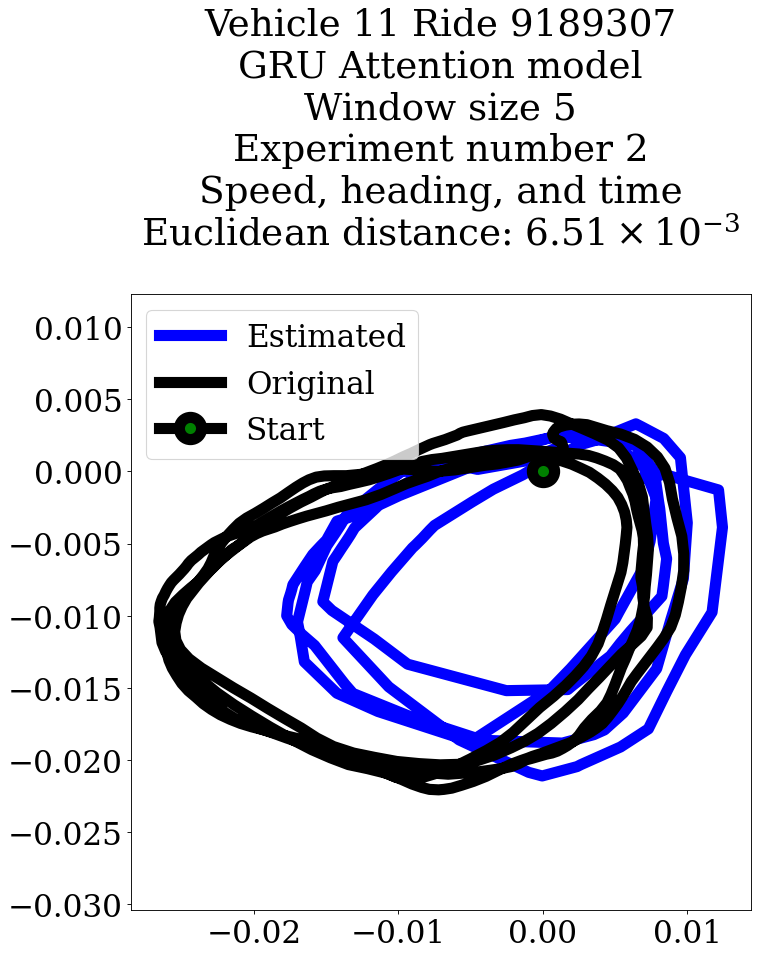 Vehicle 11 Ride 9189307
GRU Attention model
Window size 5
Experiment number 2
Speed, heading, and time
Euclidean distance: 6.51 × 10⁻³
Estimated
Original
Start
0.010
0.005
0.000
−0.005
−0.010
−0.015
−0.020
−0.025
−0.030
−0.02 −0.01 0.00 0.01